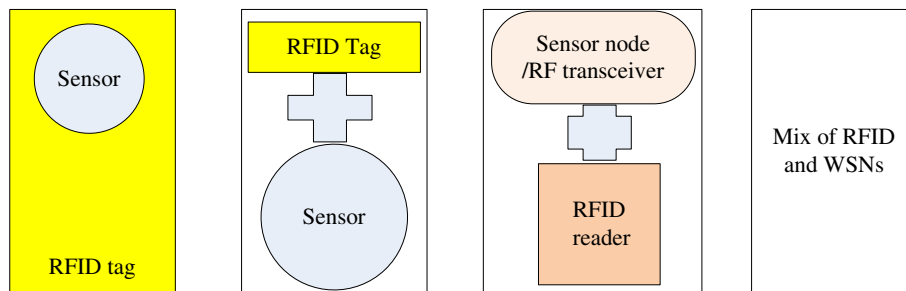 Sensor
RFID tag
RFID Tag
Sensor
Sensor node
/RF transceiver
RFID
reader
Mix of RFID
and WSNs